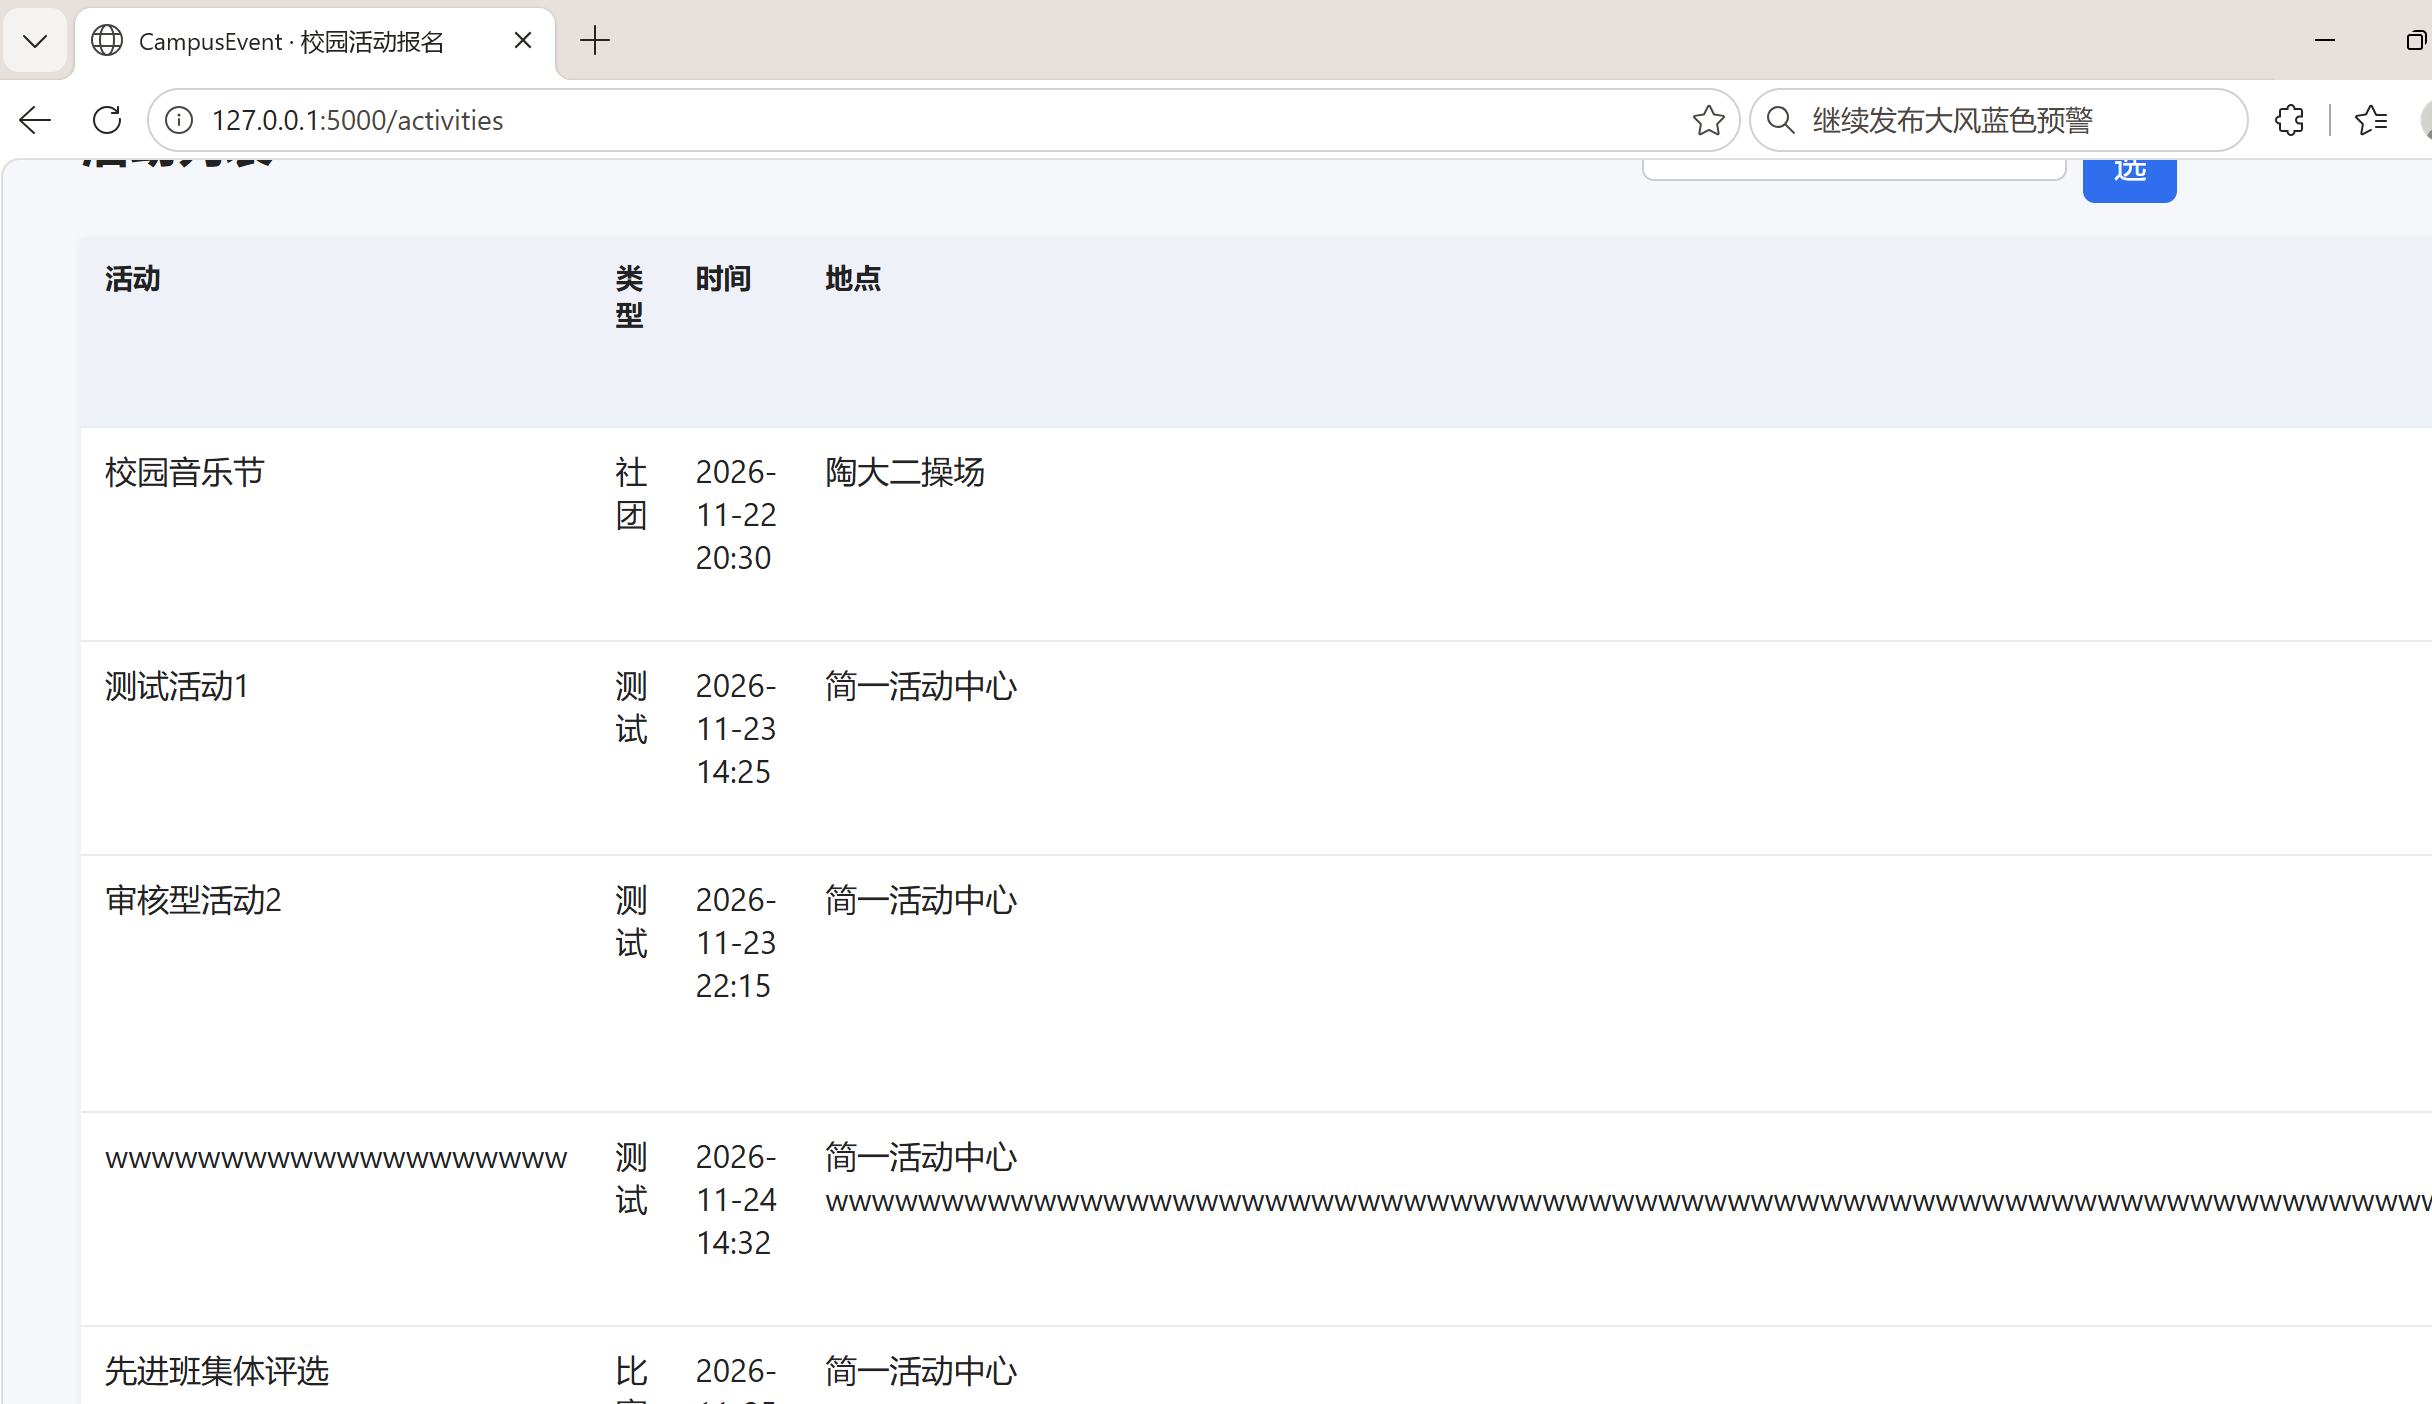 CampusEvent · 校园活动报名
127.0.0.1:5000/activities
继续发布大风蓝色预警
选
活动 类型 时间 地点
校园音乐节 社团 2026-11-22 20:30 陶大二操场
测试活动1 测试 2026-11-23 14:25 简一活动中心
审核型活动2 测试 2026-11-23 22:15 简一活动中心
wwwwwwwwwwwwwwwwwwww 测试 2026-11-24 14:32 简一活动中心
先进班集体评选 比 2026- 简一活动中心